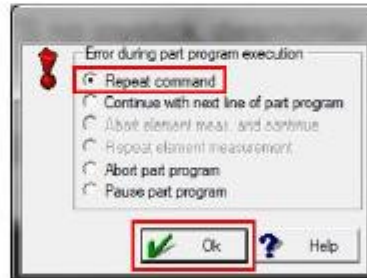 Error during part program execution
Repeat command
Continue with next line of part program
Abort element meas. and continue
Repeat element measurement
Abort part program
Pause part program
Ok
Help